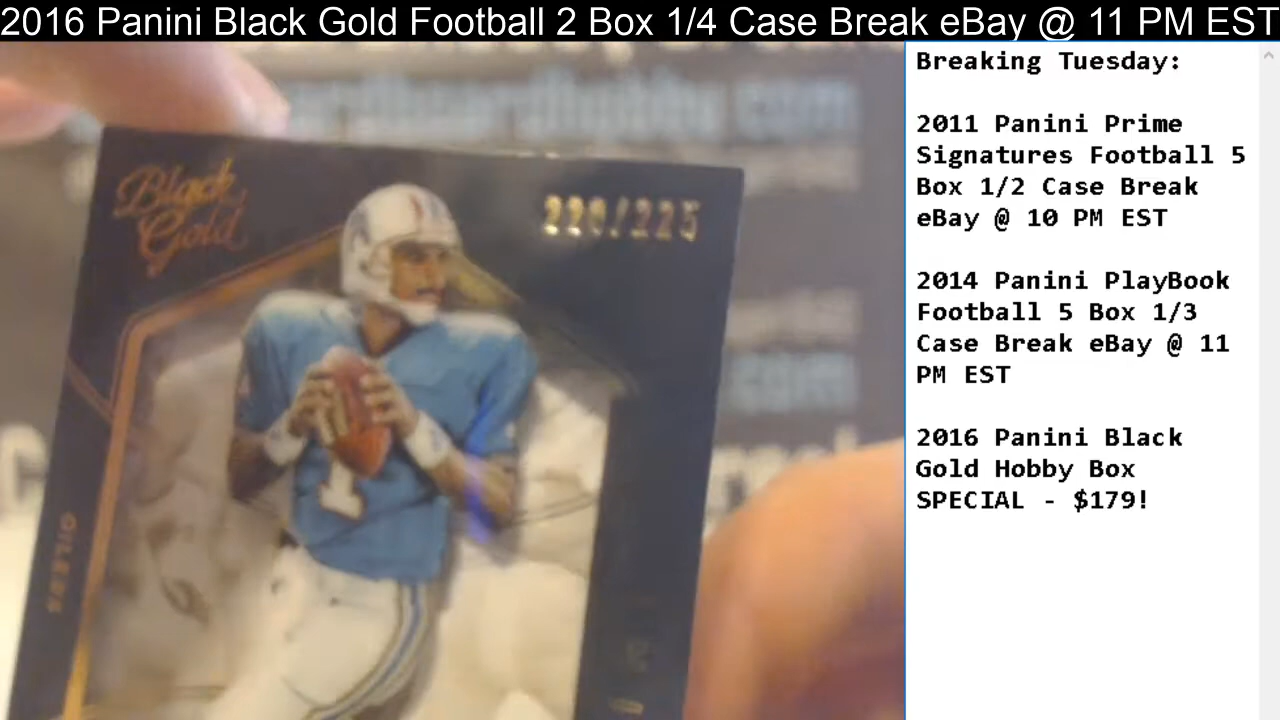 2016 Panini Black Gold Football 2 Box 1/4 Case Break eBay @ 11 PM EST
Breaking Tuesday:
2011 Panini Prime
Signatures Football 5
Box 1/2 Case Break
eBay @ 10 PM EST
2014 Panini PlayBook
Football 5 Box 1/3
Case Break eBay @ 11
PM EST
2016 Panini Black
Gold Hobby Box
SPECIAL - $179!
Black
Gold
1
OILERS
.com
.com